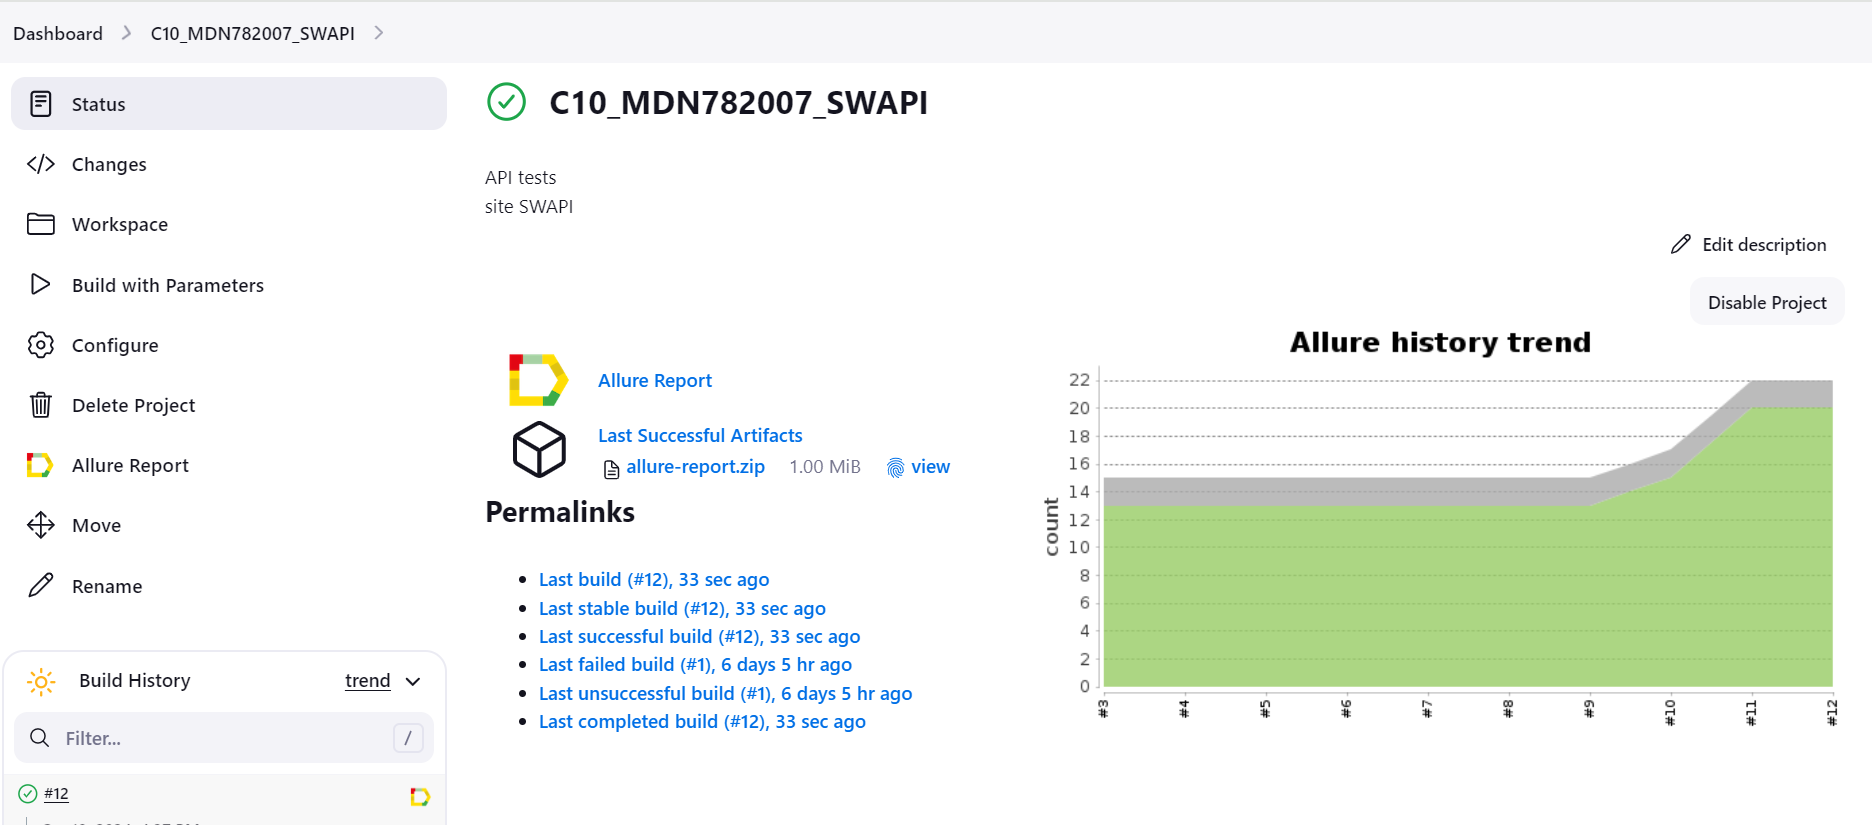 Dashboard
C10_MDN782007_SWAPI
Status
Changes
Workspace
Build with Parameters
Configure
Delete Project
Allure Report
Move
Rename
Build History
trend
Filter...
/
#12
C10_MDN782007_SWAPI
API tests
site SWAPI
Edit description
Disable Project
Allure Report
Last Successful Artifacts
allure-report.zip 1.00 MiB view
Permalinks
Last build (#12), 33 sec ago
Last stable build (#12), 33 sec ago
Last successful build (#12), 33 sec ago
Last failed build (#1), 6 days 5 hr ago
Last unsuccessful build (#1), 6 days 5 hr ago
Last completed build (#12), 33 sec ago
Allure history trend
count
22
20
18
16
14
12
10
8
6
4
2
0
#3 #4 #5 #6 #7 #8 #9 #10 #11 #12